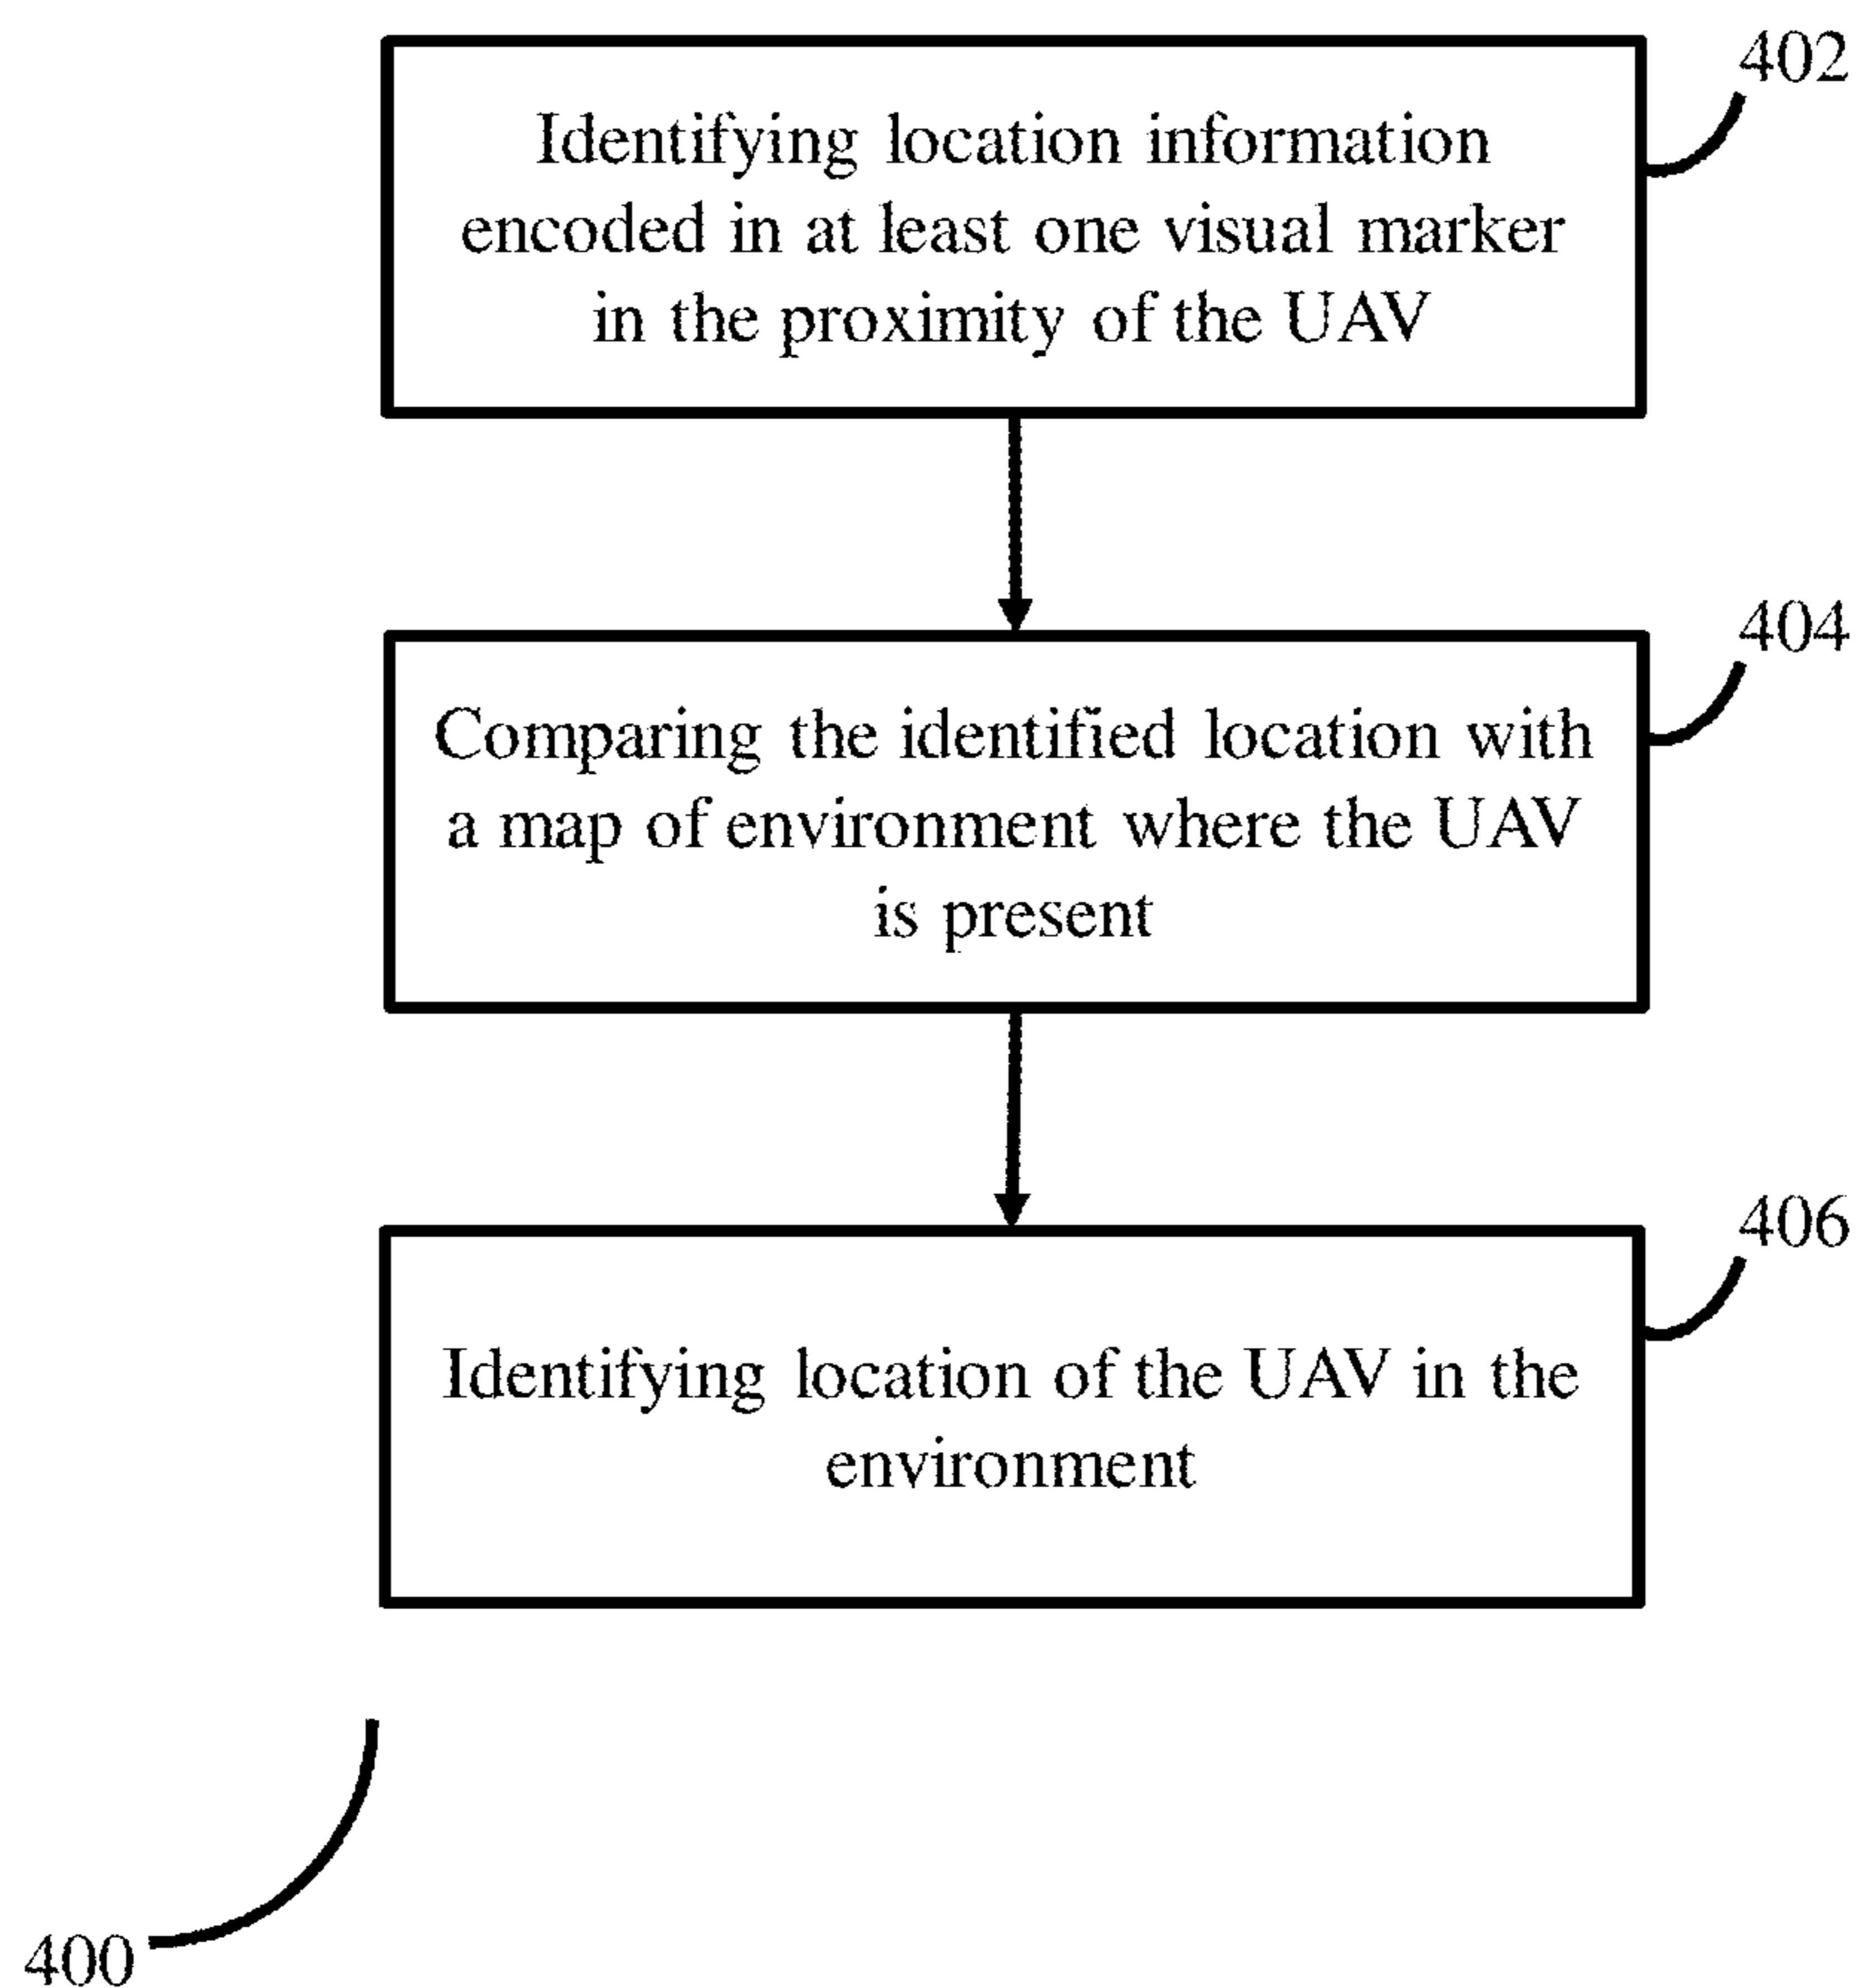 402
Identifying location information
encoded in at least one visual marker
in the proximity of the UAV
404
Comparing the identified location with
a map of environment where the UAV
is present
406
Identifying location of the UAV in the
environment
400